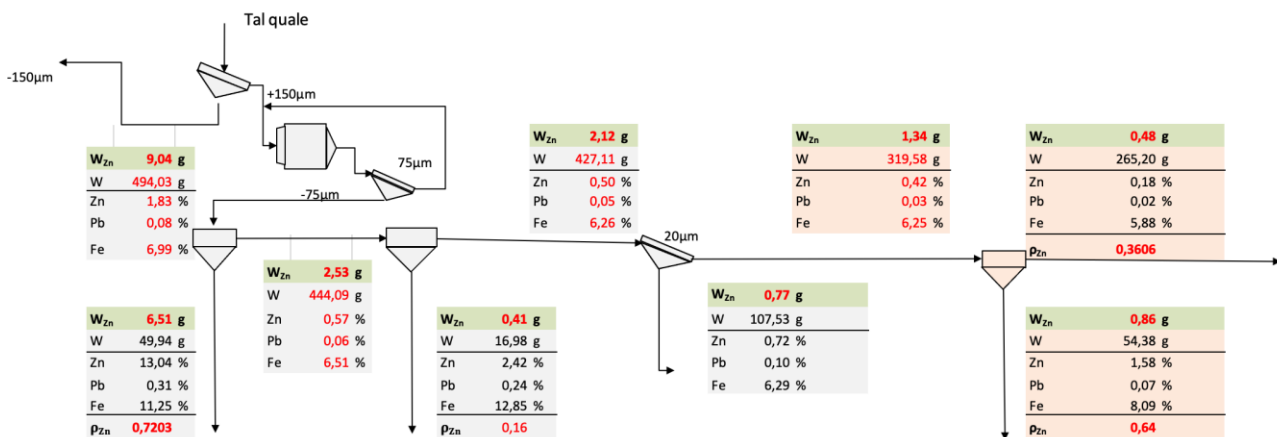 Tal quale
-150µm
+150µm
75µm
-75µm
20µm
W_Zn 9,04 g
W 494,03 g
Zn 1,83 %
Pb 0,08 %
Fe 6,99 %
W_Zn 2,12 g
W 427,11 g
Zn 0,50 %
Pb 0,05 %
Fe 6,26 %
W_Zn 1,34 g
W 319,58 g
Zn 0,42 %
Pb 0,03 %
Fe 6,25 %
W_Zn 0,48 g
W 265,20 g
Zn 0,18 %
Pb 0,02 %
Fe 5,88 %
ρ_Zn 0,3606
W_Zn 2,53 g
W 444,09 g
Zn 0,57 %
Pb 0,06 %
Fe 6,51 %
W_Zn 0,77 g
W 107,53 g
Zn 0,72 %
Pb 0,10 %
Fe 6,29 %
W_Zn 6,51 g
W 49,94 g
Zn 13,04 %
Pb 0,31 %
Fe 11,25 %
ρ_Zn 0,7203
W_Zn 0,41 g
W 16,98 g
Zn 2,42 %
Pb 0,24 %
Fe 12,85 %
ρ_Zn 0,16
W_Zn 0,86 g
W 54,38 g
Zn 1,58 %
Pb 0,07 %
Fe 8,09 %
ρ_Zn 0,64